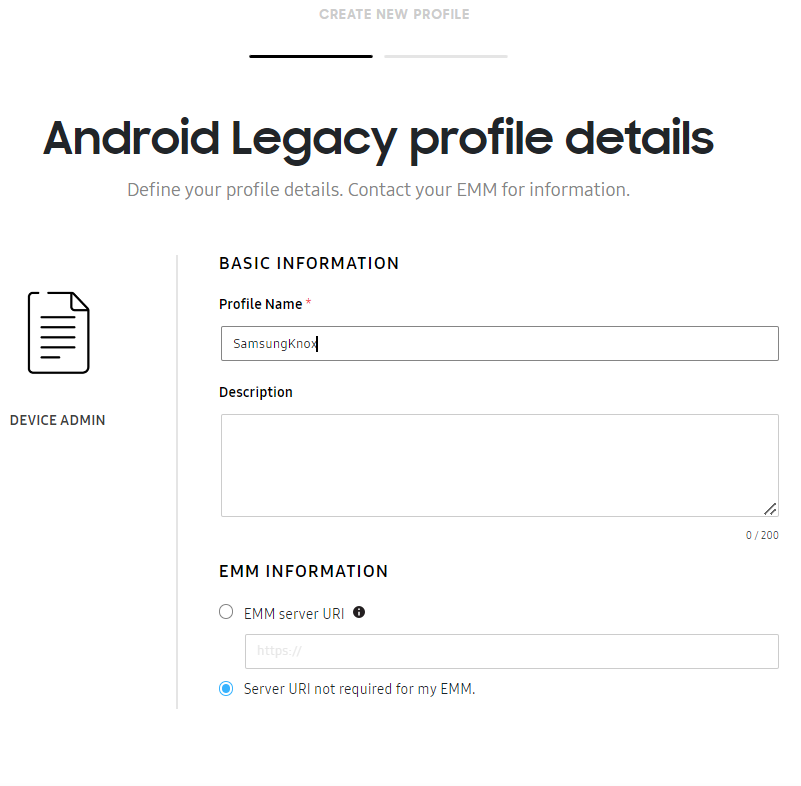 CREATE NEW PROFILE
Android Legacy profile details
Define your profile details. Contact your EMM for information.
DEVICE ADMIN
BASIC INFORMATION
Profile Name *
SamsungKnox
Description
0 / 200
EMM INFORMATION
EMM server URI
https://
Server URI not required for my EMM.